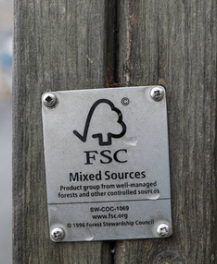 ©
FSC
Mixed Sources
Product group from well-managed
forests and other controlled sources
SW-COC-1069
www.fsc.org
© 1996 Forest Stewardship Council